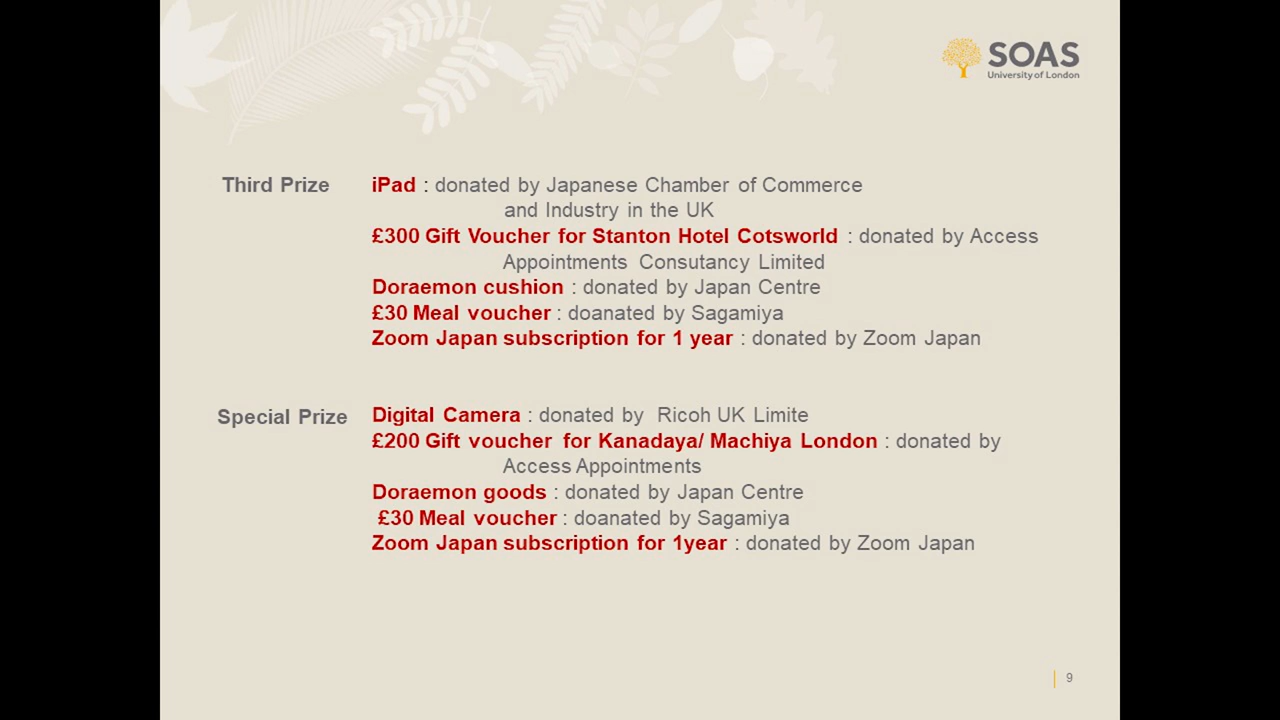 SOAS
University of London
Third Prize
iPad : donated by Japanese Chamber of Commerce
and Industry in the UK
£300 Gift Voucher for Stanton Hotel Cotsworld : donated by Access
Appointments Consutancy Limited
Doraemon cushion : donated by Japan Centre
£30 Meal voucher : doanated by Sagamiya
Zoom Japan subscription for 1 year : donated by Zoom Japan
Special Prize
Digital Camera : donated by Ricoh UK Limite
£200 Gift voucher for Kanadaya/ Machiya London : donated by
Access Appointments
Doraemon goods : donated by Japan Centre
£30 Meal voucher : doanated by Sagamiya
Zoom Japan subscription for 1year : donated by Zoom Japan
9